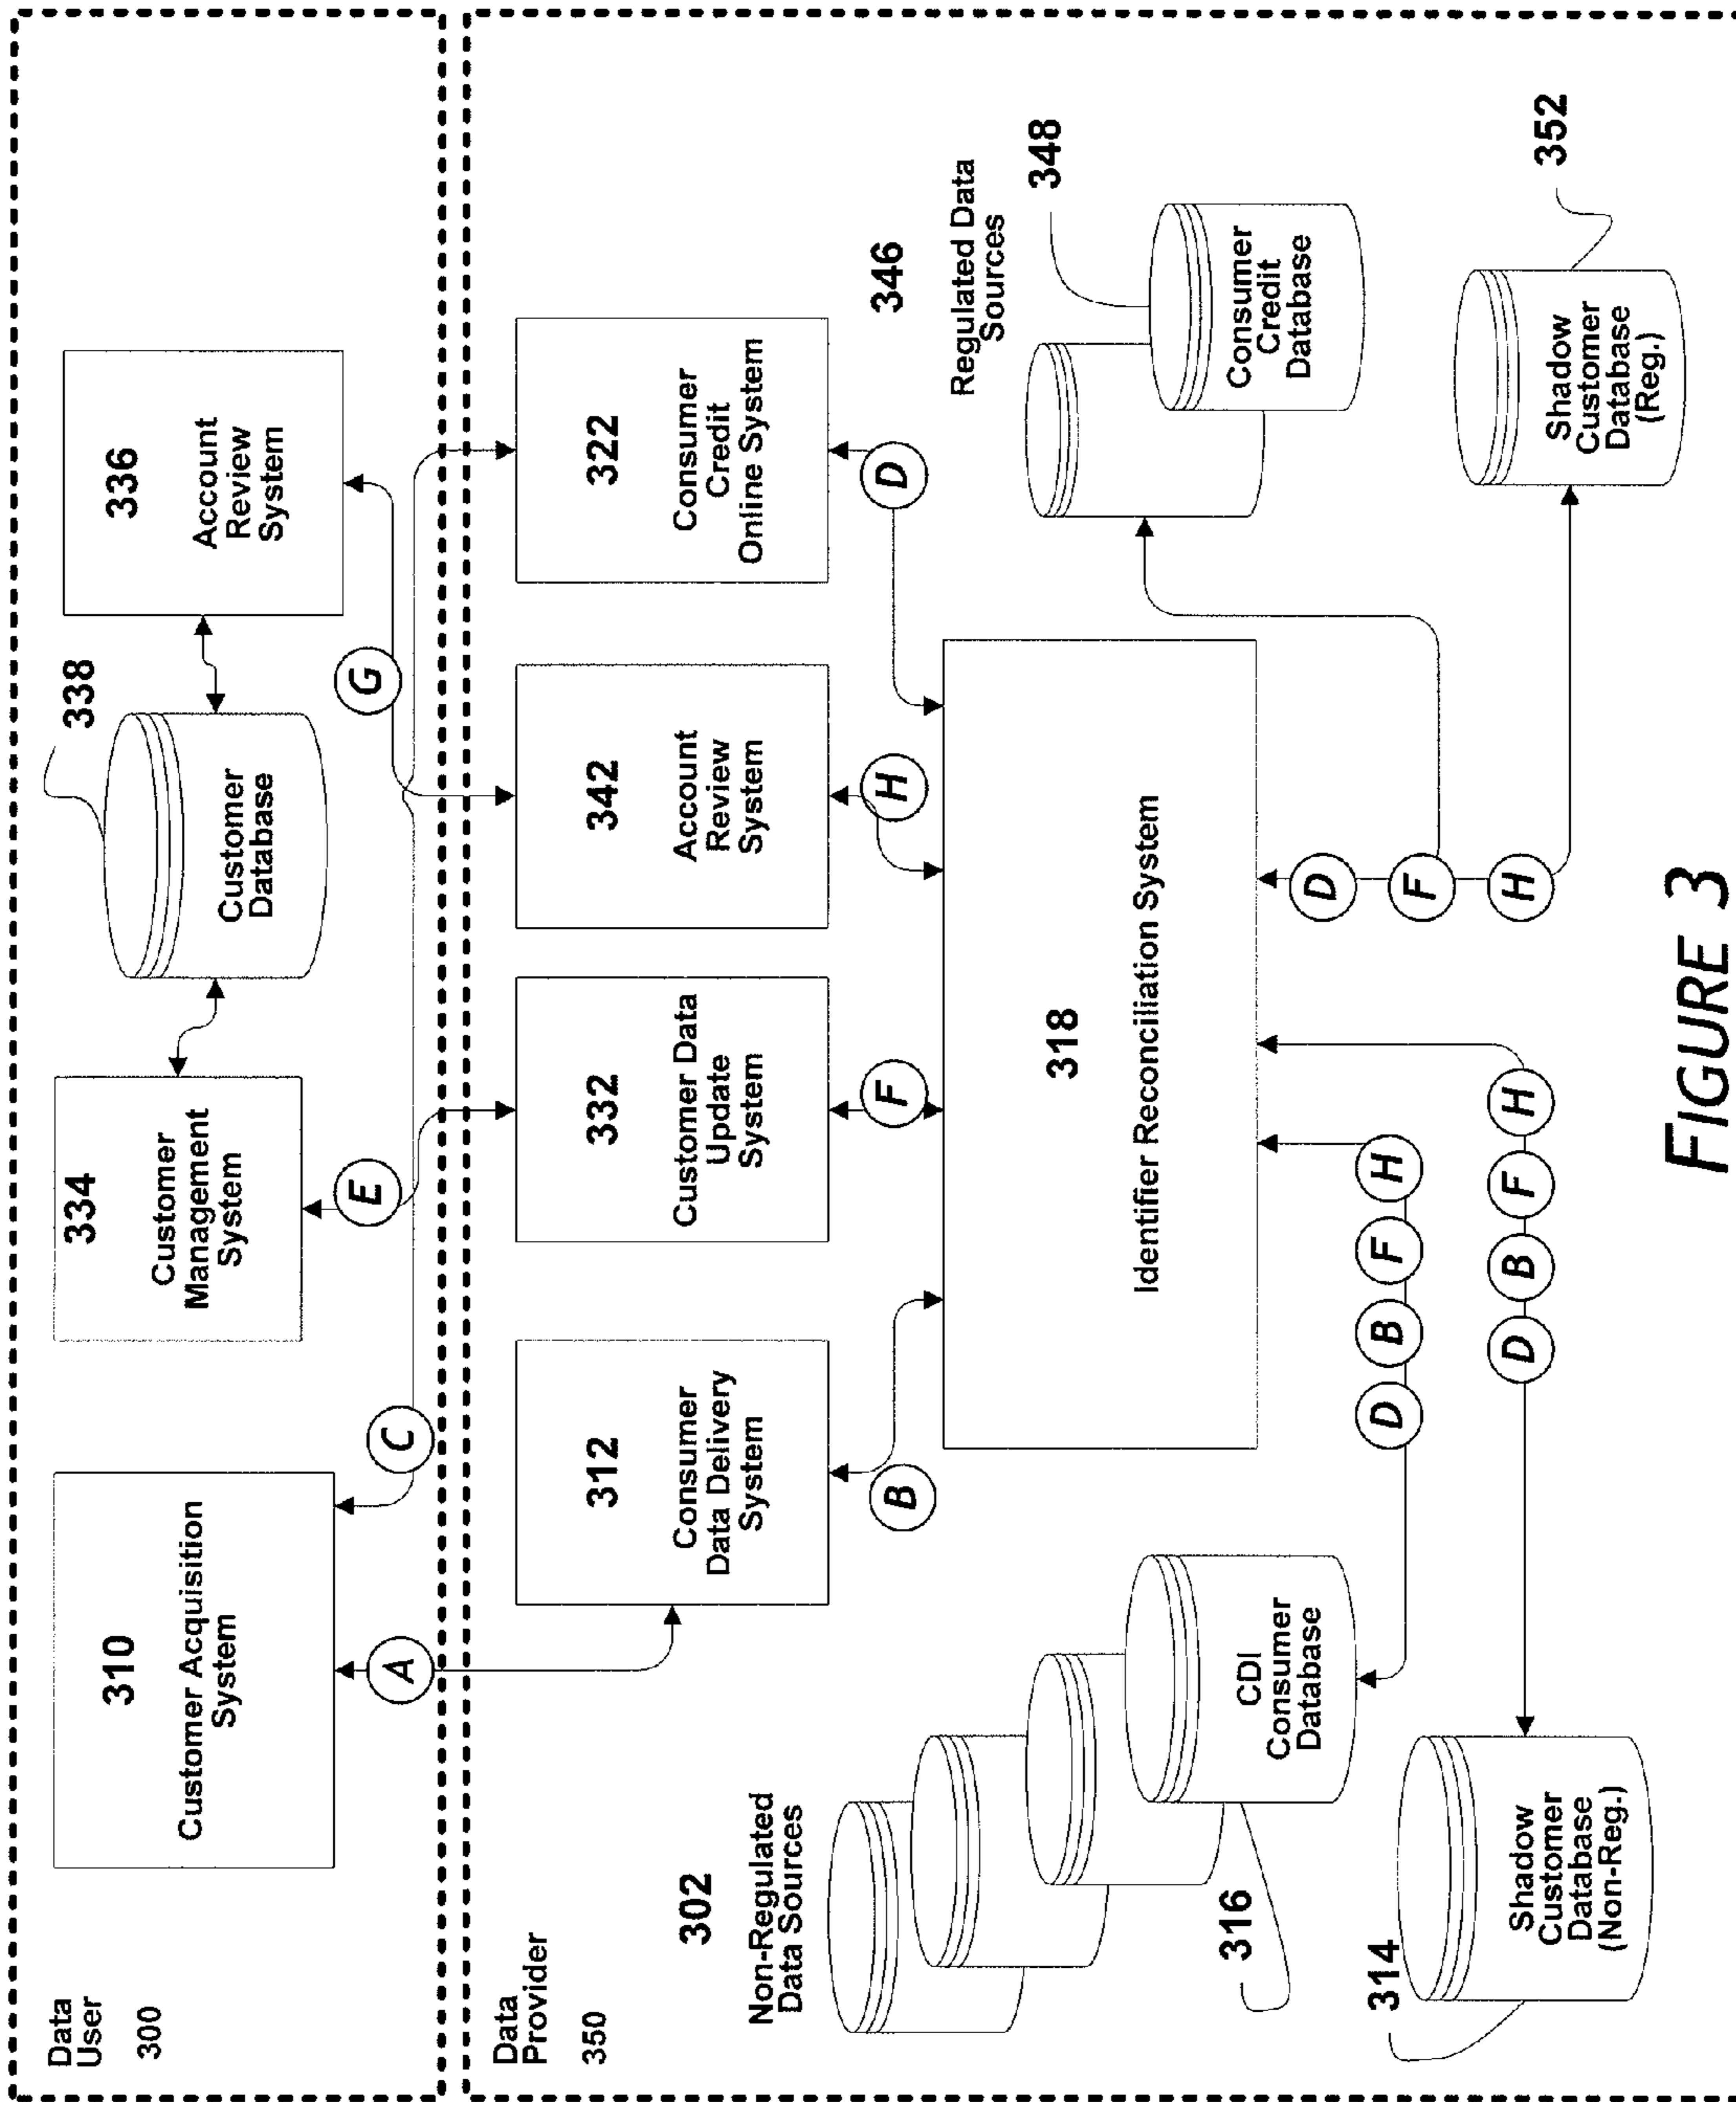 Data
User
300
310
Customer Acquisition
System
334
Customer
Management
System
338
Customer
Database
336
Account
Review
System
A
C
E
G
Data
Provider
350
312
Consumer
Data Delivery
System
332
Customer Data
Update
System
342
Account
Review
System
322
Consumer
Credit
Online System
B
F
H
D
302
Non-Regulated
Data Sources
316
CDI
Consumer
Database
314
Shadow
Customer
Database
(Non-Reg.)
318
Identifier Reconciliation System
D B F H
D B F H
D
F
H
346
Regulated Data
Sources
348
Consumer
Credit
Database
352
Shadow
Customer
Database
(Reg.)
FIGURE 3